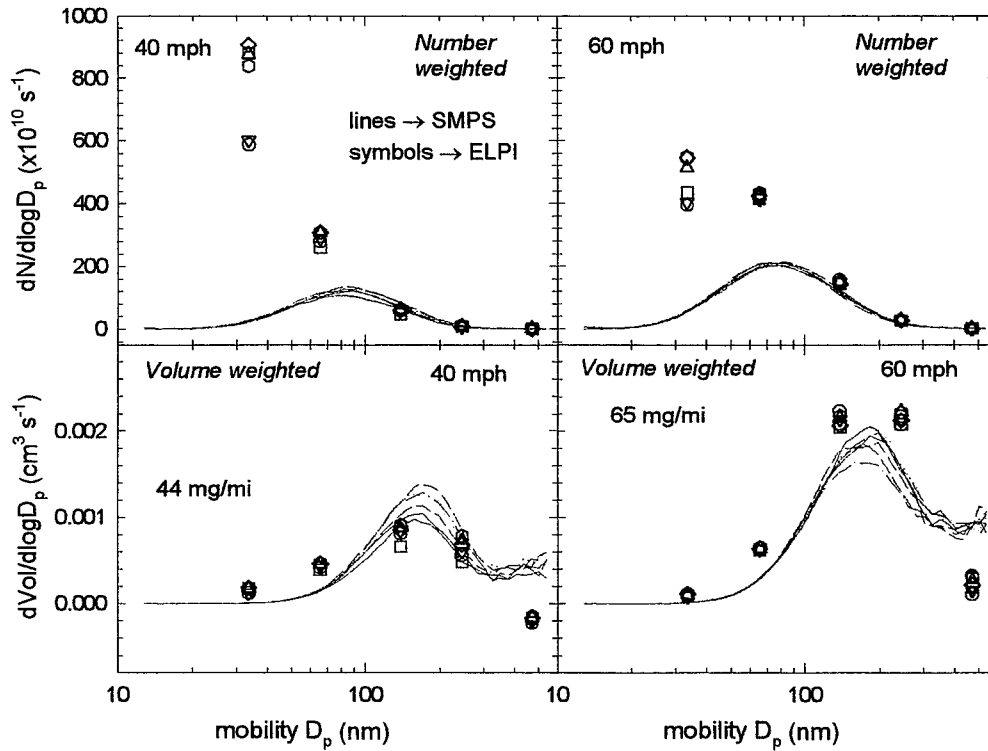 1000
800
600
400
200
0
dN/dlogDp (x10^10 s^-1)
40 mph
Number
weighted
lines → SMPS
symbols → ELPI
60 mph
Number
weighted
0.002
0.001
0.000
dVol/dlogDp (cm^3 s^-1)
Volume weighted
40 mph
44 mg/mi
Volume weighted
60 mph
65 mg/mi
10
100
10
100
mobility Dp (nm)
mobility Dp (nm)